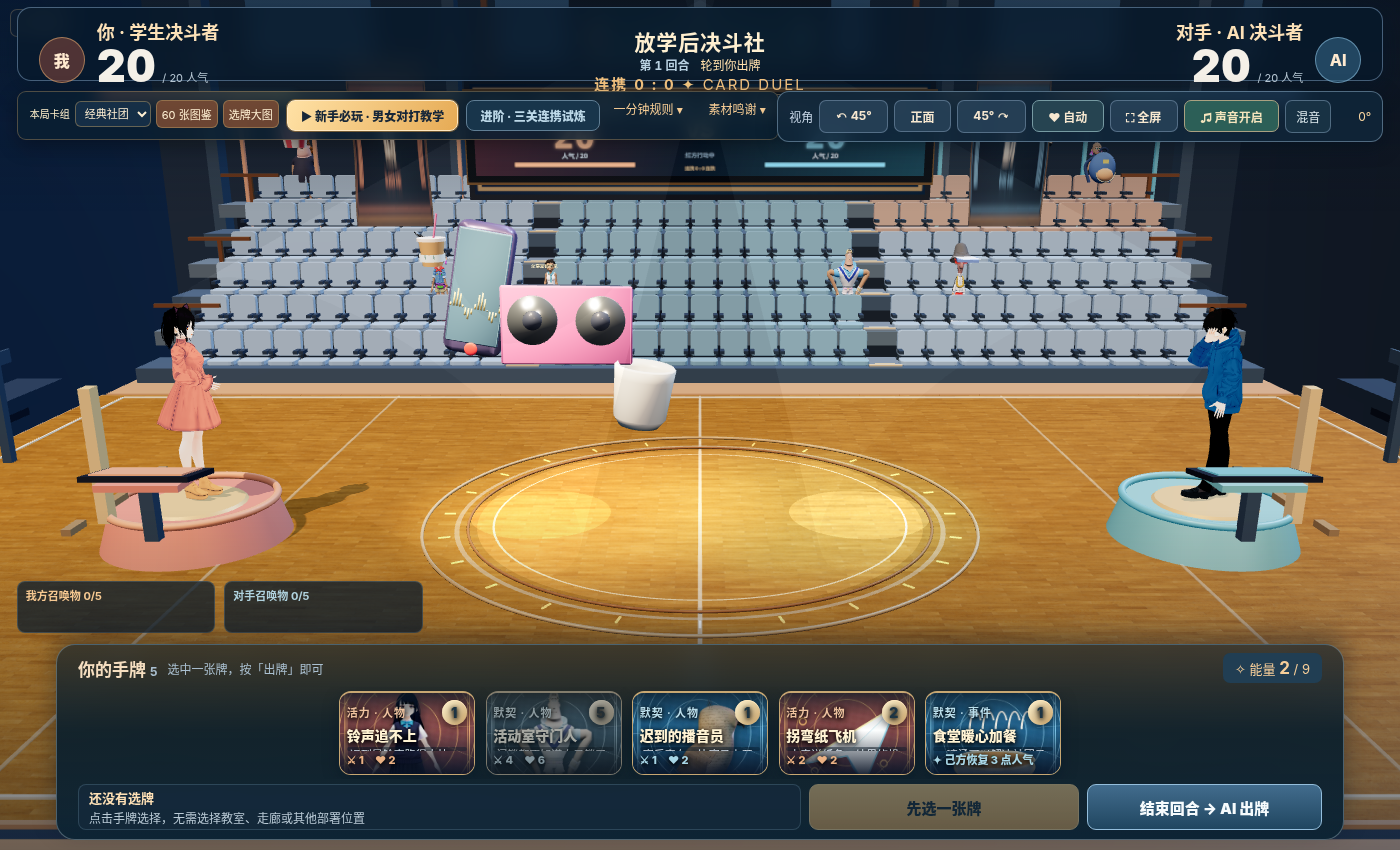 你 · 学生决斗者
我
20
/ 20 人气
放学后决斗社
第 1 回合 轮到你出牌
连携 0 : 0 ✦ CARD DUEL
对手 · AI 决斗者
20
/ 20 人气
AI
本局卡组
经典社团
60 张图鉴
选牌大图
▶ 新手必玩 · 男女对打教学
进阶 · 三关连携试炼
一分钟规则 ▾
素材鸣谢 ▾
视角
↶ 45°
正面
45° ↷
♥ 自动
⛶ 全屏
♫ 声音开启
混音
0°
20
人气 / 20
20
人气 / 20
我方召唤物 0/5
对手召唤物 0/5
你的手牌 5 选中一张牌，按「出牌」即可
✧ 能量 2 / 9
活力 · 人物
1
铃声追不上
⚔ 1 ♥ 2
默契 · 人物
5
活动室守门人
⚔ 4 ♥ 6
默契 · 人物
1
迟到的播音员
⚔ 1 ♥ 2
活力 · 人物
2
拐弯纸飞机
⚔ 2 ♥ 2
默契 · 事件
1
食堂暖心加餐
✦ 己方恢复 3 点人气
还没有选牌
点击手牌选择，无需选择教室、走廊或其他部署位置
先选一张牌
结束回合 → AI 出牌